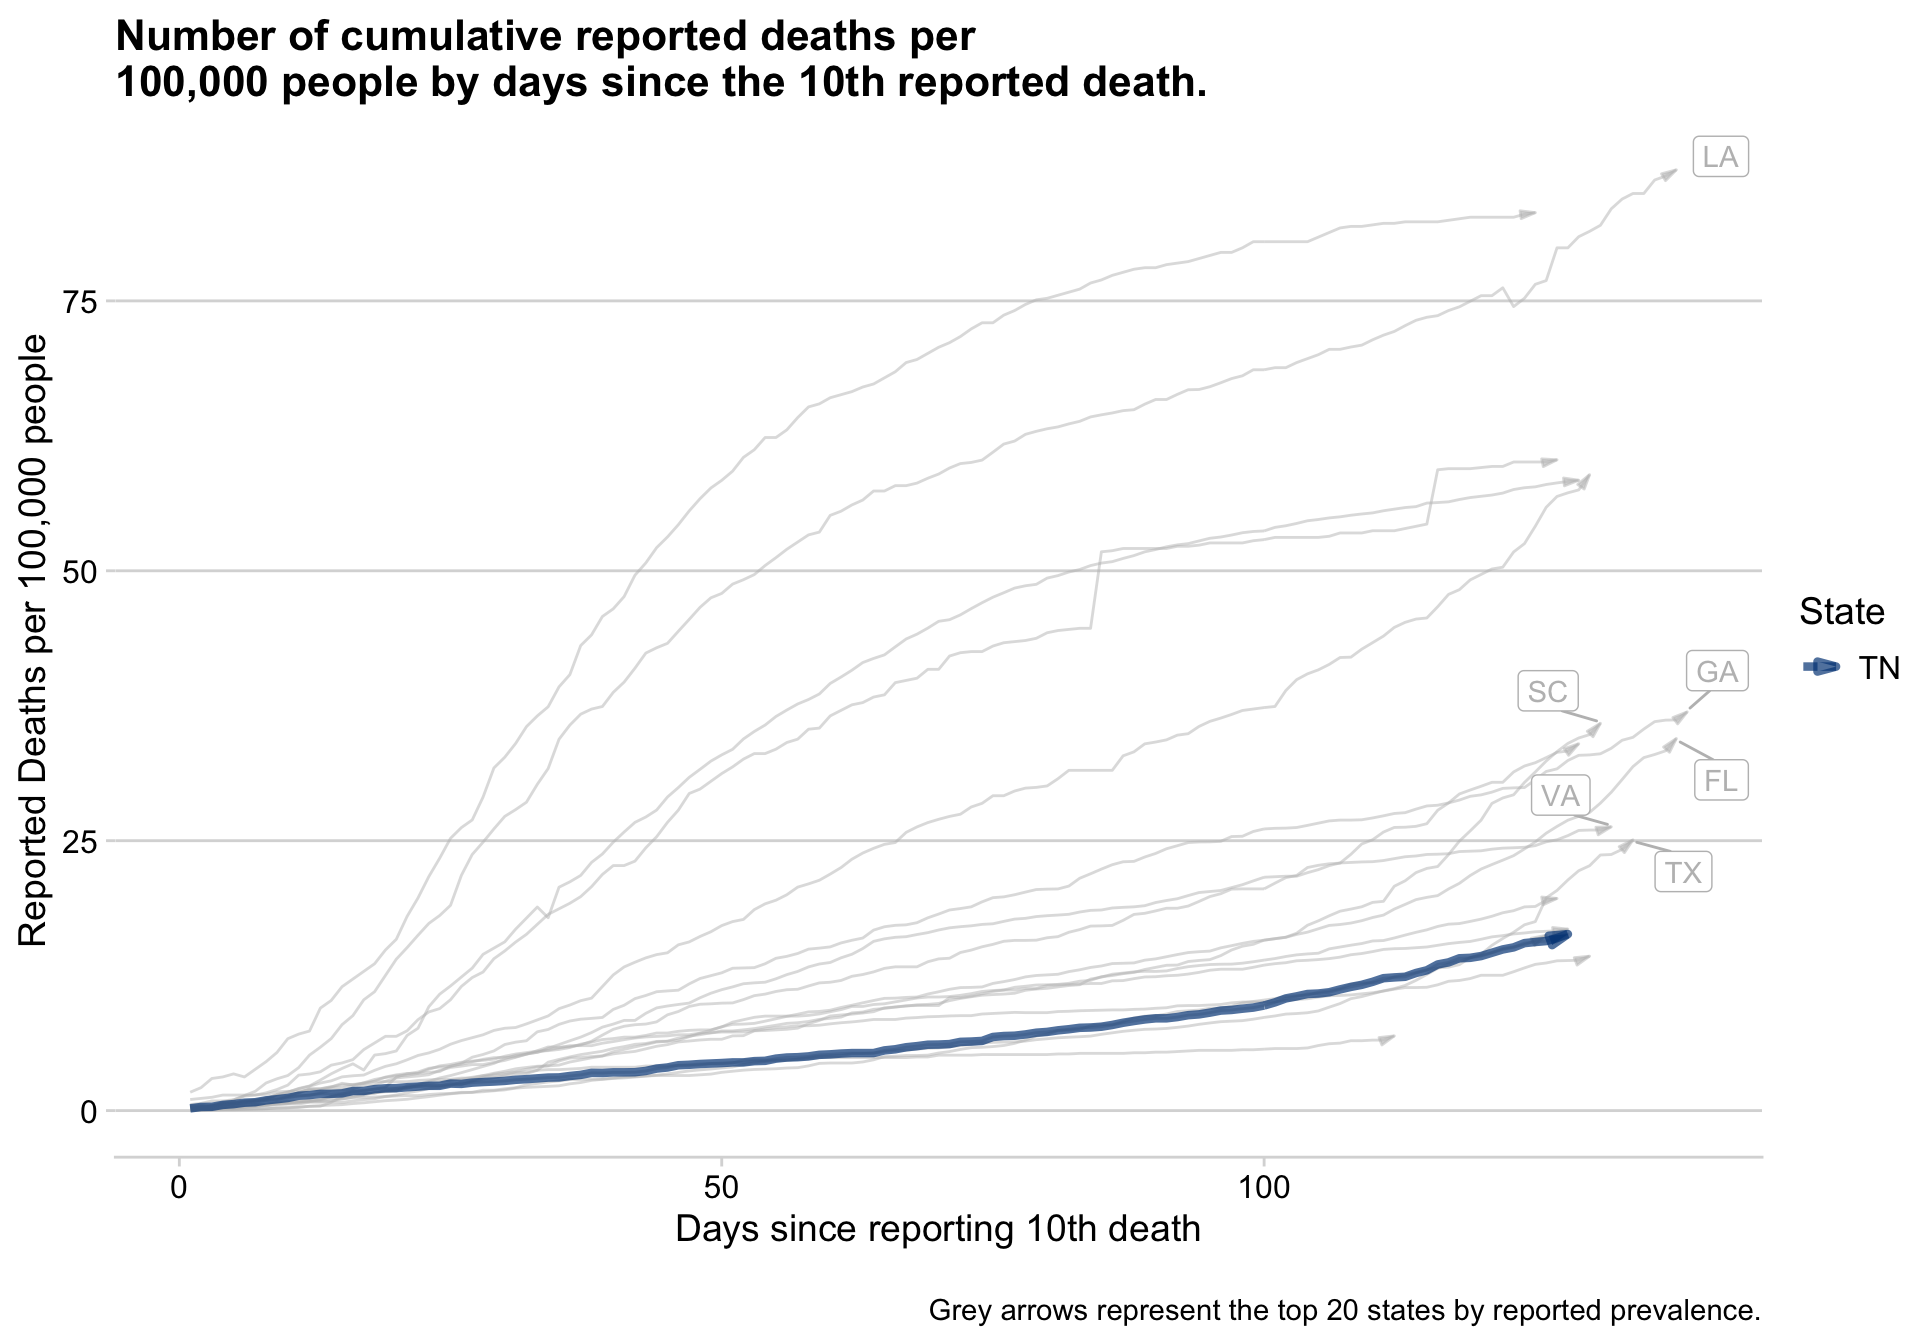 Number of cumulative reported deaths per
100,000 people by days since the 10th reported death.
LA
75
50
GA
SC
FL
VA
25
TX
0
Reported Deaths per 100,000 people
State
TN
0 50 100
Days since reporting 10th death
Grey arrows represent the top 20 states by reported prevalence.